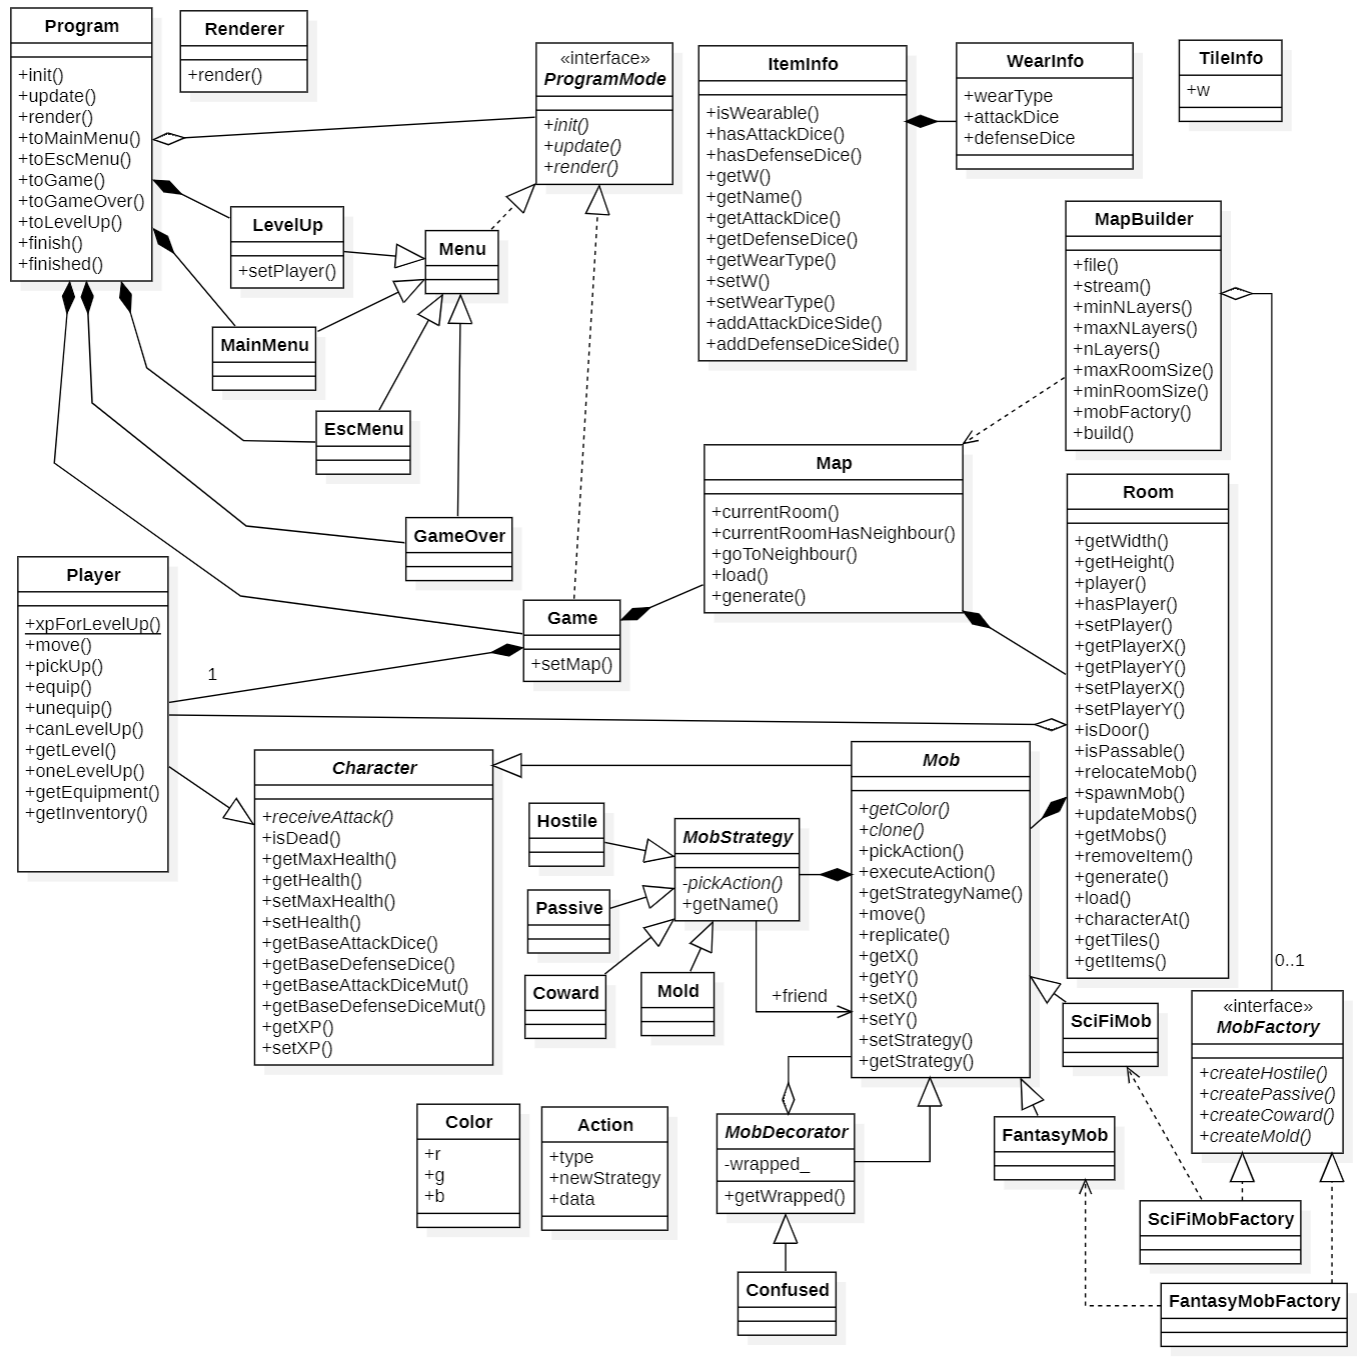 Program
+init()
+update()
+render()
+toMainMenu()
+toEscMenu()
+toGame()
+toGameOver()
+toLevelUp()
+finish()
+finished()
Renderer
+render()
«interface»
ProgramMode
+init()
+update()
+render()
ItemInfo
+isWearable()
+hasAttackDice()
+hasDefenseDice()
+getW()
+getName()
+getAttackDice()
+getDefenseDice()
+getWearType()
+setW()
+setWearType()
+addAttackDiceSide()
+addDefenseDiceSide()
WearInfo
+wearType
+attackDice
+defenseDice
TileInfo
+w
LevelUp
+setPlayer()
Menu
MainMenu
EscMenu
GameOver
MapBuilder
+file()
+stream()
+minNLayers()
+maxNLayers()
+nLayers()
+maxRoomSize()
+minRoomSize()
+mobFactory()
+build()
Map
+currentRoom()
+currentRoomHasNeighbour()
+goToNeighbour()
+load()
+generate()
Room
+getWidth()
+getHeight()
+player()
+hasPlayer()
+setPlayer()
+getPlayerX()
+getPlayerY()
+setPlayerX()
+setPlayerY()
+isDoor()
+isPassable()
+relocateMob()
+spawnMob()
+updateMobs()
+getMobs()
+removeItem()
+generate()
+load()
+characterAt()
+getTiles()
+getItems()
Player
+xpForLevelUp()
+move()
+pickUp()
+equip()
+unequip()
+canLevelUp()
+getLevel()
+oneLevelUp()
+getEquipment()
+getInventory()
1
Game
+setMap()
Character
+receiveAttack()
+isDead()
+getMaxHealth()
+getHealth()
+setMaxHealth()
+setHealth()
+getBaseAttackDice()
+getBaseDefenseDice()
+getBaseAttackDiceMut()
+getBaseDefenseDiceMut()
+getXP()
+setXP()
Hostile
Passive
Coward
Mold
MobStrategy
-pickAction()
+getName()
+friend
Mob
+getColor()
+clone()
+pickAction()
+executeAction()
+getStrategyName()
+move()
+replicate()
+getX()
+getY()
+setX()
+setY()
+setStrategy()
+getStrategy()
0..1
SciFiMob
«interface»
MobFactory
+createHostile()
+createPassive()
+createCoward()
+createMold()
Color
+r
+g
+b
Action
+type
+newStrategy
+data
MobDecorator
-wrapped_
+getWrapped()
FantasyMob
SciFiMobFactory
Confused
FantasyMobFactory